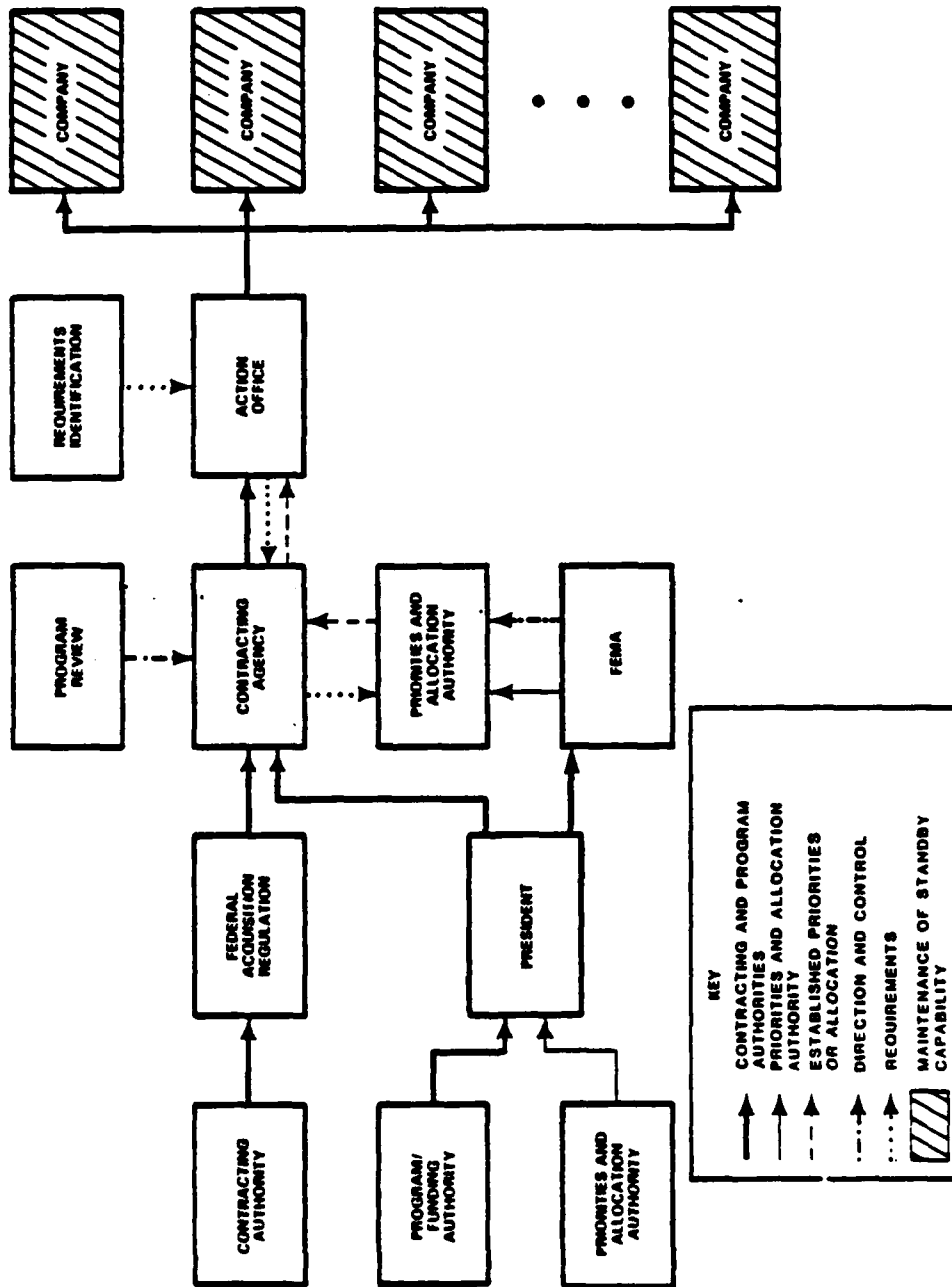 CONTRACTING
AUTHORITY
PROGRAM/
FUNDING
AUTHORITY
PRIORITIES AND
ALLOCATION
AUTHORITY
FEDERAL
ACQUISITION
REGULATION
PRESIDENT
PROGRAM
REVIEW
CONTRACTING
AGENCY
PRIORITIES AND
ALLOCATION
AUTHORITY
FEMA
REQUIREMENTS
IDENTIFICATION
ACTION
OFFICE
COMPANY
COMPANY
COMPANY
COMPANY
KEY
CONTRACTING AND PROGRAM
AUTHORITIES
PRIORITIES AND ALLOCATION
AUTHORITY
ESTABLISHED PRIORITIES
OR ALLOCATION
DIRECTION AND CONTROL
REQUIREMENTS
MAINTENANCE OF STANDBY
CAPABILITY